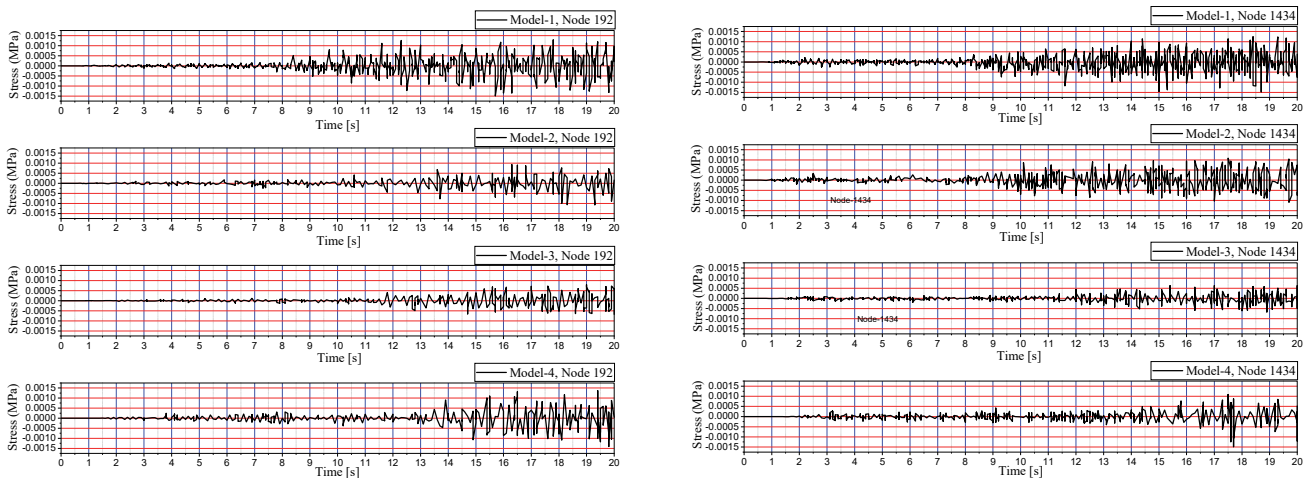 Model-1, Node 192
Stress (MPa)
0.0015
0.0010
0.0005
0.0000
-0.0005
-0.0010
-0.0015
0 1 2 3 4 5 6 7 8 9 10 11 12 13 14 15 16 17 18 19 20
Time [s]
Model-2, Node 192
Stress (MPa)
0.0015
0.0010
0.0005
0.0000
-0.0005
-0.0010
-0.0015
0 1 2 3 4 5 6 7 8 9 10 11 12 13 14 15 16 17 18 19 20
Time [s]
Model-3, Node 192
Stress (MPa)
0.0015
0.0010
0.0005
0.0000
-0.0005
-0.0010
-0.0015
0 1 2 3 4 5 6 7 8 9 10 11 12 13 14 15 16 17 18 19 20
Time [s]
Model-4, Node 192
Stress (MPa)
0.0015
0.0010
0.0005
0.0000
-0.0005
-0.0010
-0.0015
0 1 2 3 4 5 6 7 8 9 10 11 12 13 14 15 16 17 18 19 20
Time [s]
Model-1, Node 1434
Stress (MPa)
0.0015
0.0010
0.0005
0.0000
-0.0005
-0.0010
-0.0015
0 1 2 3 4 5 6 7 8 9 10 11 12 13 14 15 16 17 18 19 20
Time [s]
Model-2, Node 1434
Stress (MPa)
0.0015
0.0010
0.0005
0.0000
-0.0005
-0.0010
-0.0015
Node-1434
0 1 2 3 4 5 6 7 8 9 10 11 12 13 14 15 16 17 18 19 20
Time [s]
Model-3, Node 1434
Stress (MPa)
0.0015
0.0010
0.0005
0.0000
-0.0005
-0.0010
-0.0015
Node-1434
0 1 2 3 4 5 6 7 8 9 10 11 12 13 14 15 16 17 18 19 20
Time [s]
Model-4, Node 1434
Stress (MPa)
0.0015
0.0010
0.0005
0.0000
-0.0005
-0.0010
-0.0015
0 1 2 3 4 5 6 7 8 9 10 11 12 13 14 15 16 17 18 19 20
Time [s]